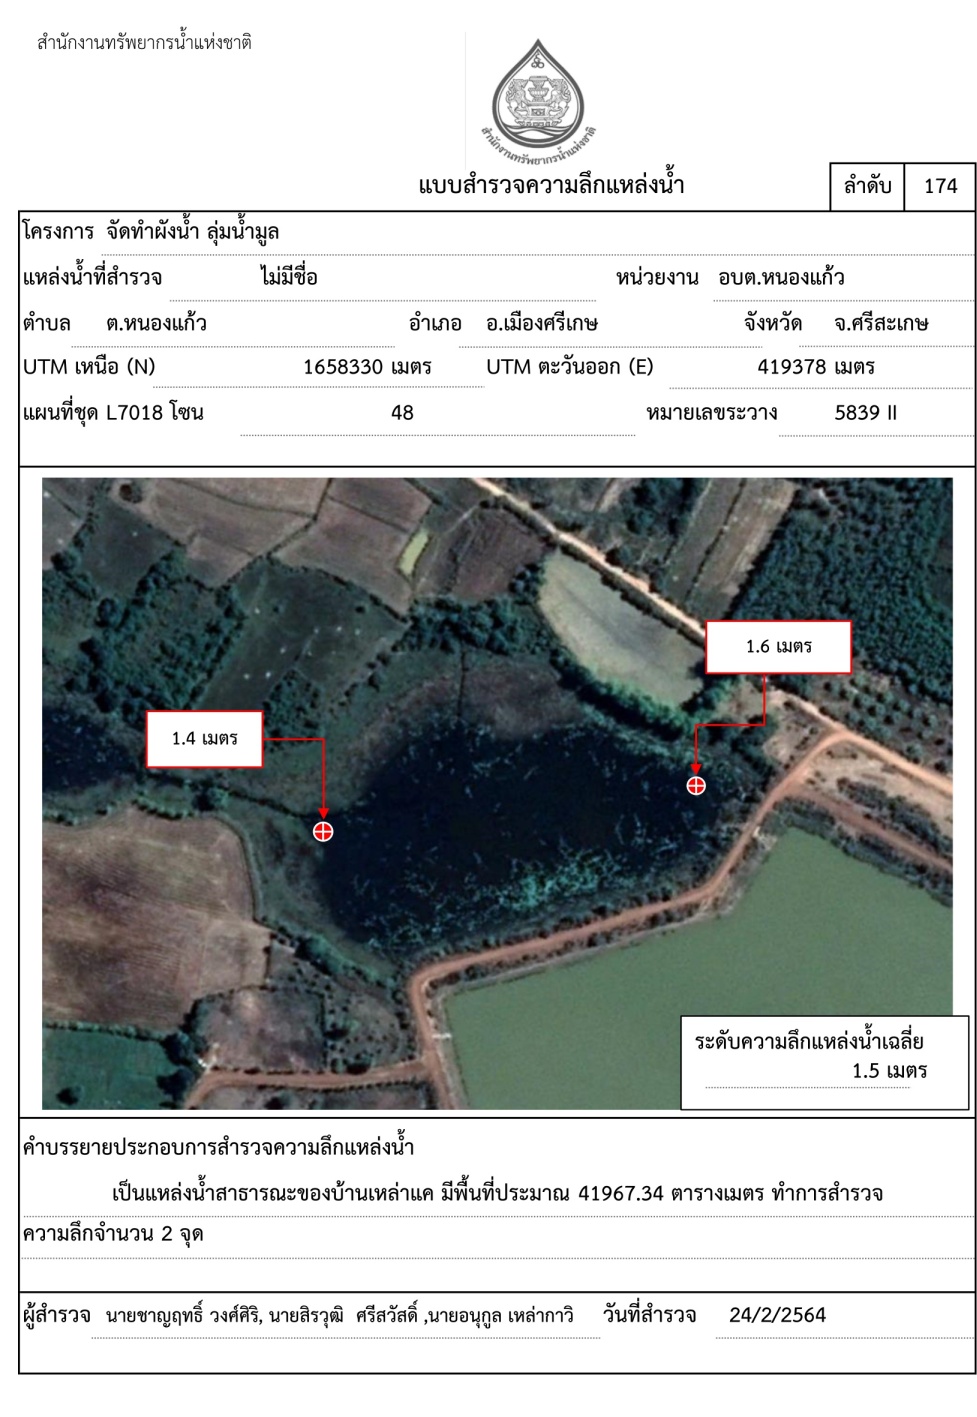 สำนักงานทรัพยากรน้ำแห่งชาติ
สำนักงานทรัพยากรน้ำแห่งชาติ
แบบสำรวจความลึกแหล่งน้ำ ลำดับ 174
โครงการ จัดทำผังน้ำ ลุ่มน้ำมูล
แหล่งน้ำที่สำรวจ ไม่มีชื่อ หน่วยงาน อบต.หนองแก้ว
ตำบล ต.หนองแก้ว อำเภอ อ.เมืองศรีเกษ จังหวัด จ.ศรีสะเกษ
UTM เหนือ (N) 1658330 เมตร UTM ตะวันออก (E) 419378 เมตร
แผนที่ชุด L7018 โซน 48 หมายเลขระวาง 5839 II
1.6 เมตร
1.4 เมตร
ระดับความลึกแหล่งน้ำเฉลี่ย
1.5 เมตร
คำบรรยายประกอบการสำรวจความลึกแหล่งน้ำ
เป็นแหล่งน้ำสาธารณะของบ้านเหล่าแค มีพื้นที่ประมาณ 41967.34 ตารางเมตร ทำการสำรวจ
ความลึกจำนวน 2 จุด
ผู้สำรวจ นายชาญฤทธิ์ วงศ์ศิริ, นายสิรวุฒิ ศรีสวัสดิ์ ,นายอนุกูล เหล่ากาวิ วันที่สำรวจ 24/2/2564